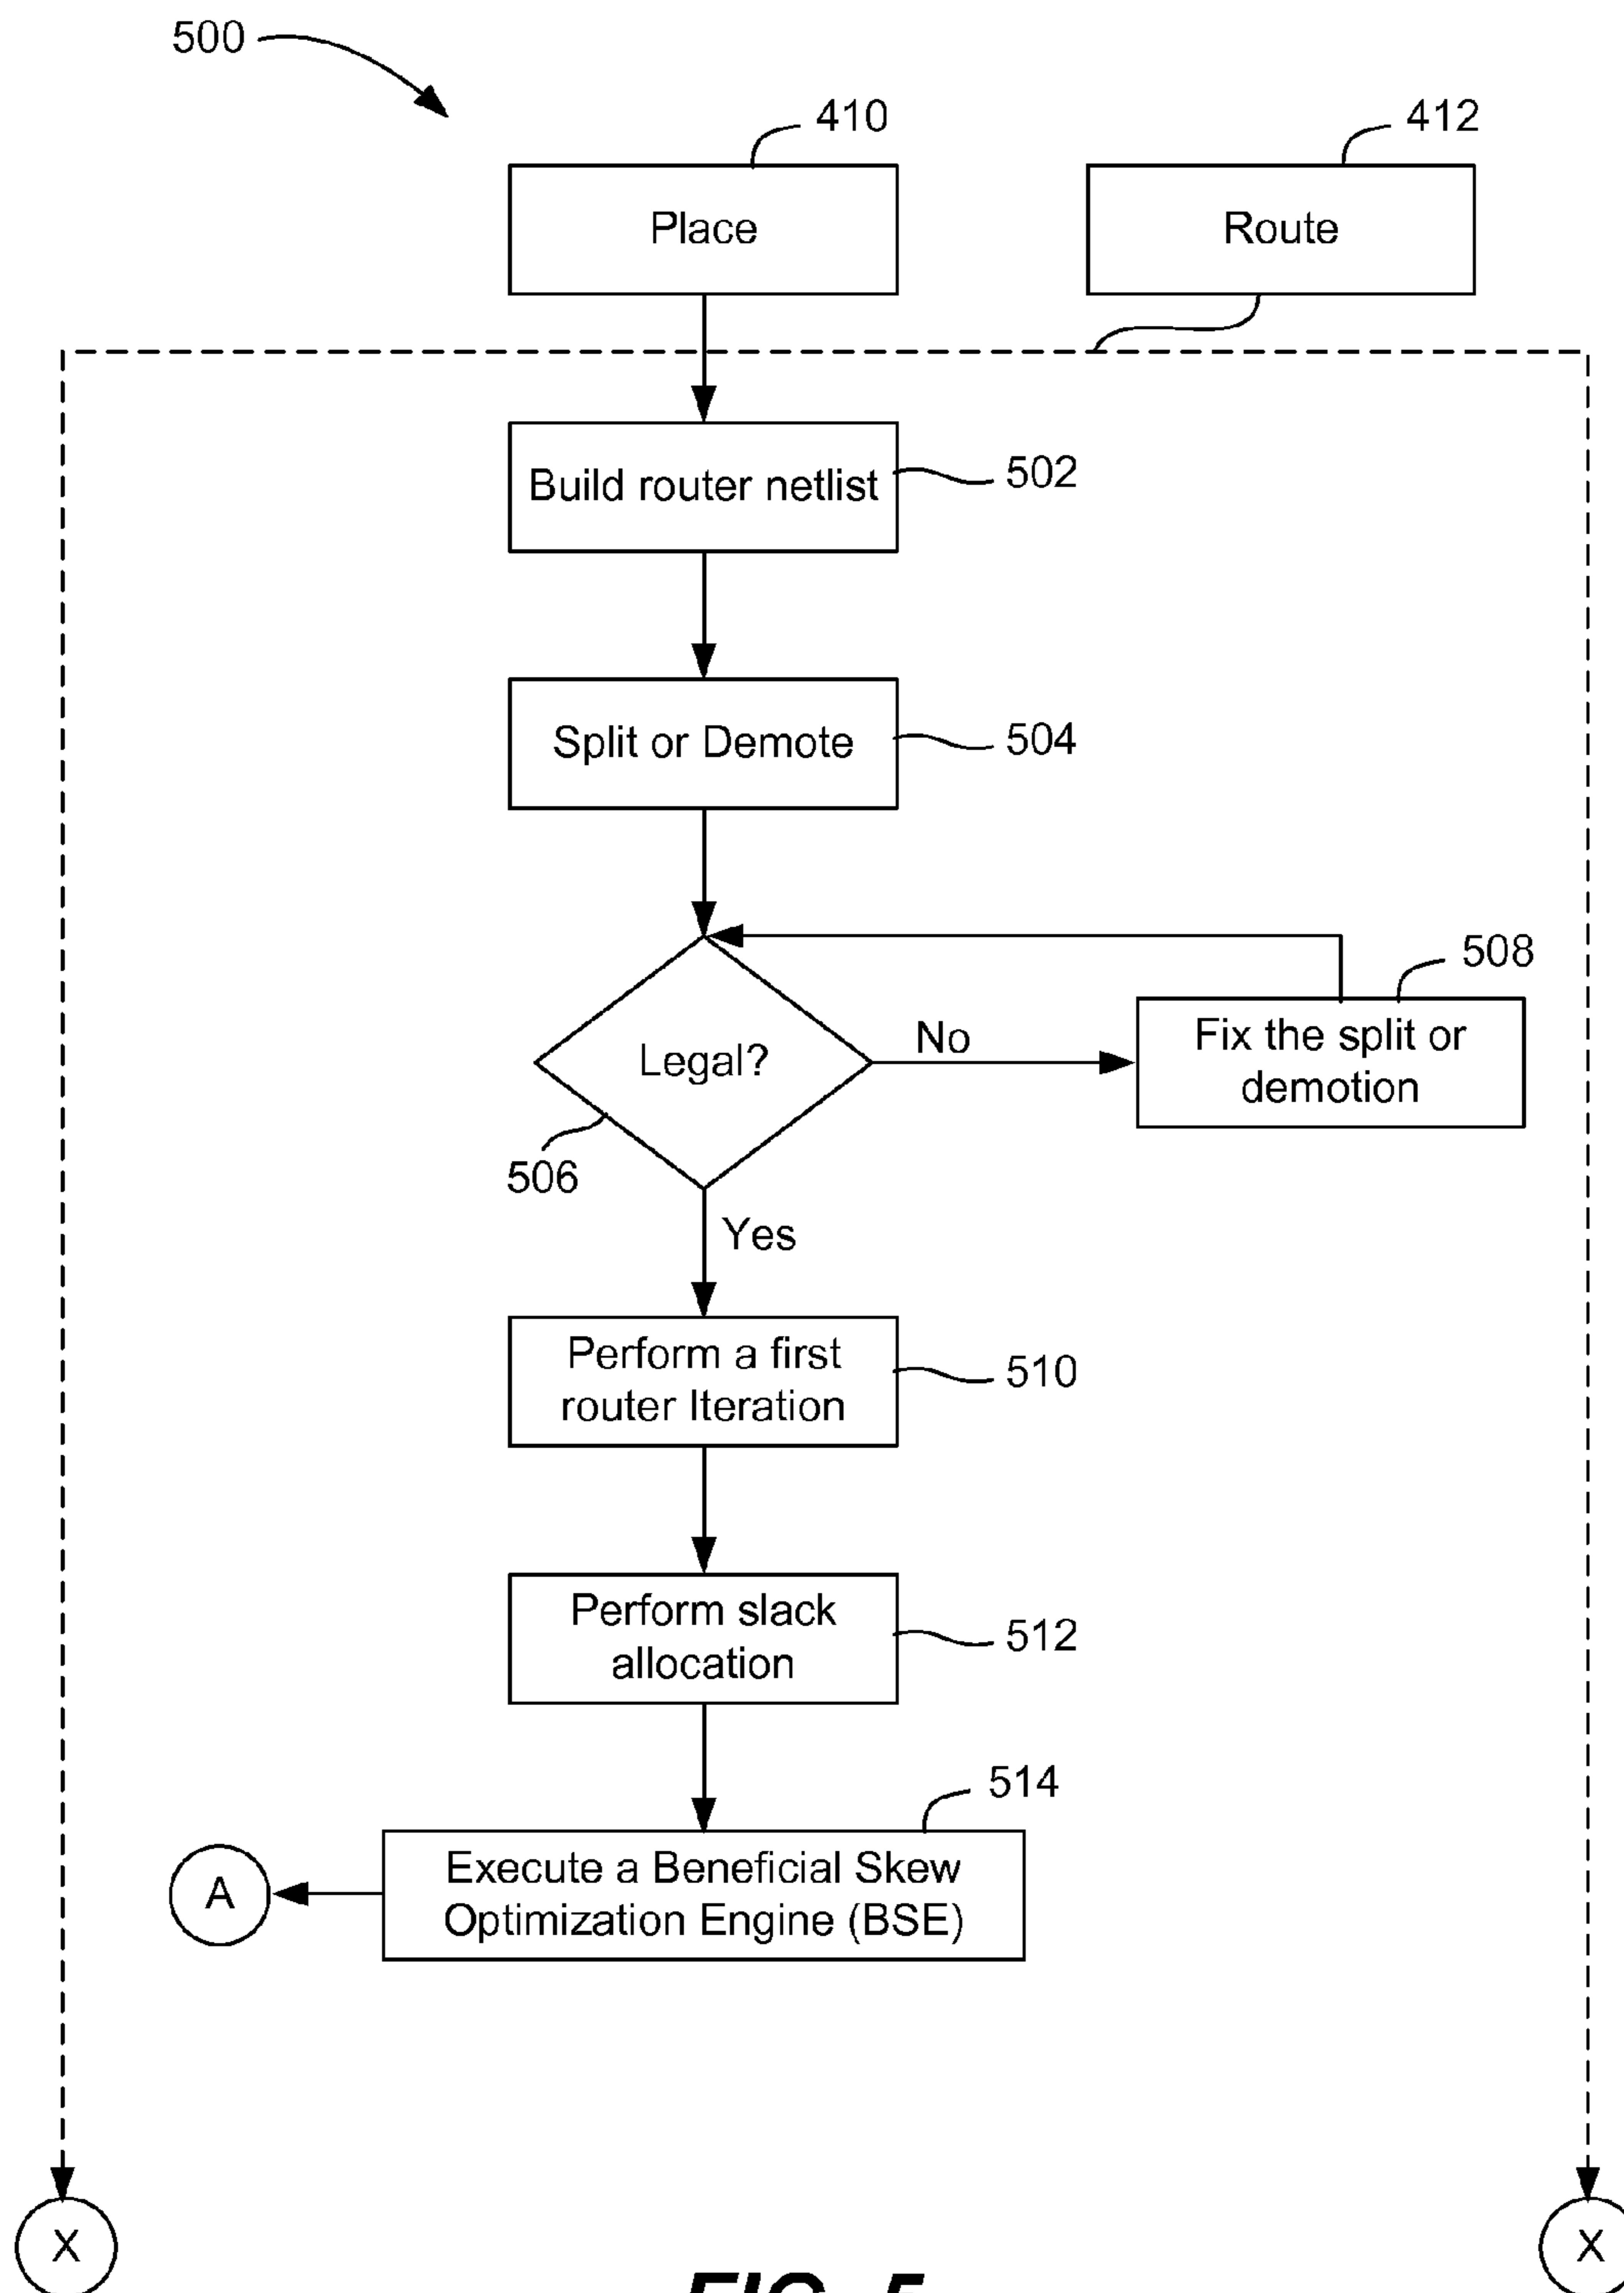 500
410
412
Place
Route
Build router netlist
502
Split or Demote
504
508
Legal?
No
Fix the split or
demotion
506
Yes
Perform a first
router Iteration
510
Perform slack
allocation
512
514
A
Execute a Beneficial Skew
Optimization Engine (BSE)
X
X
FIG. 5